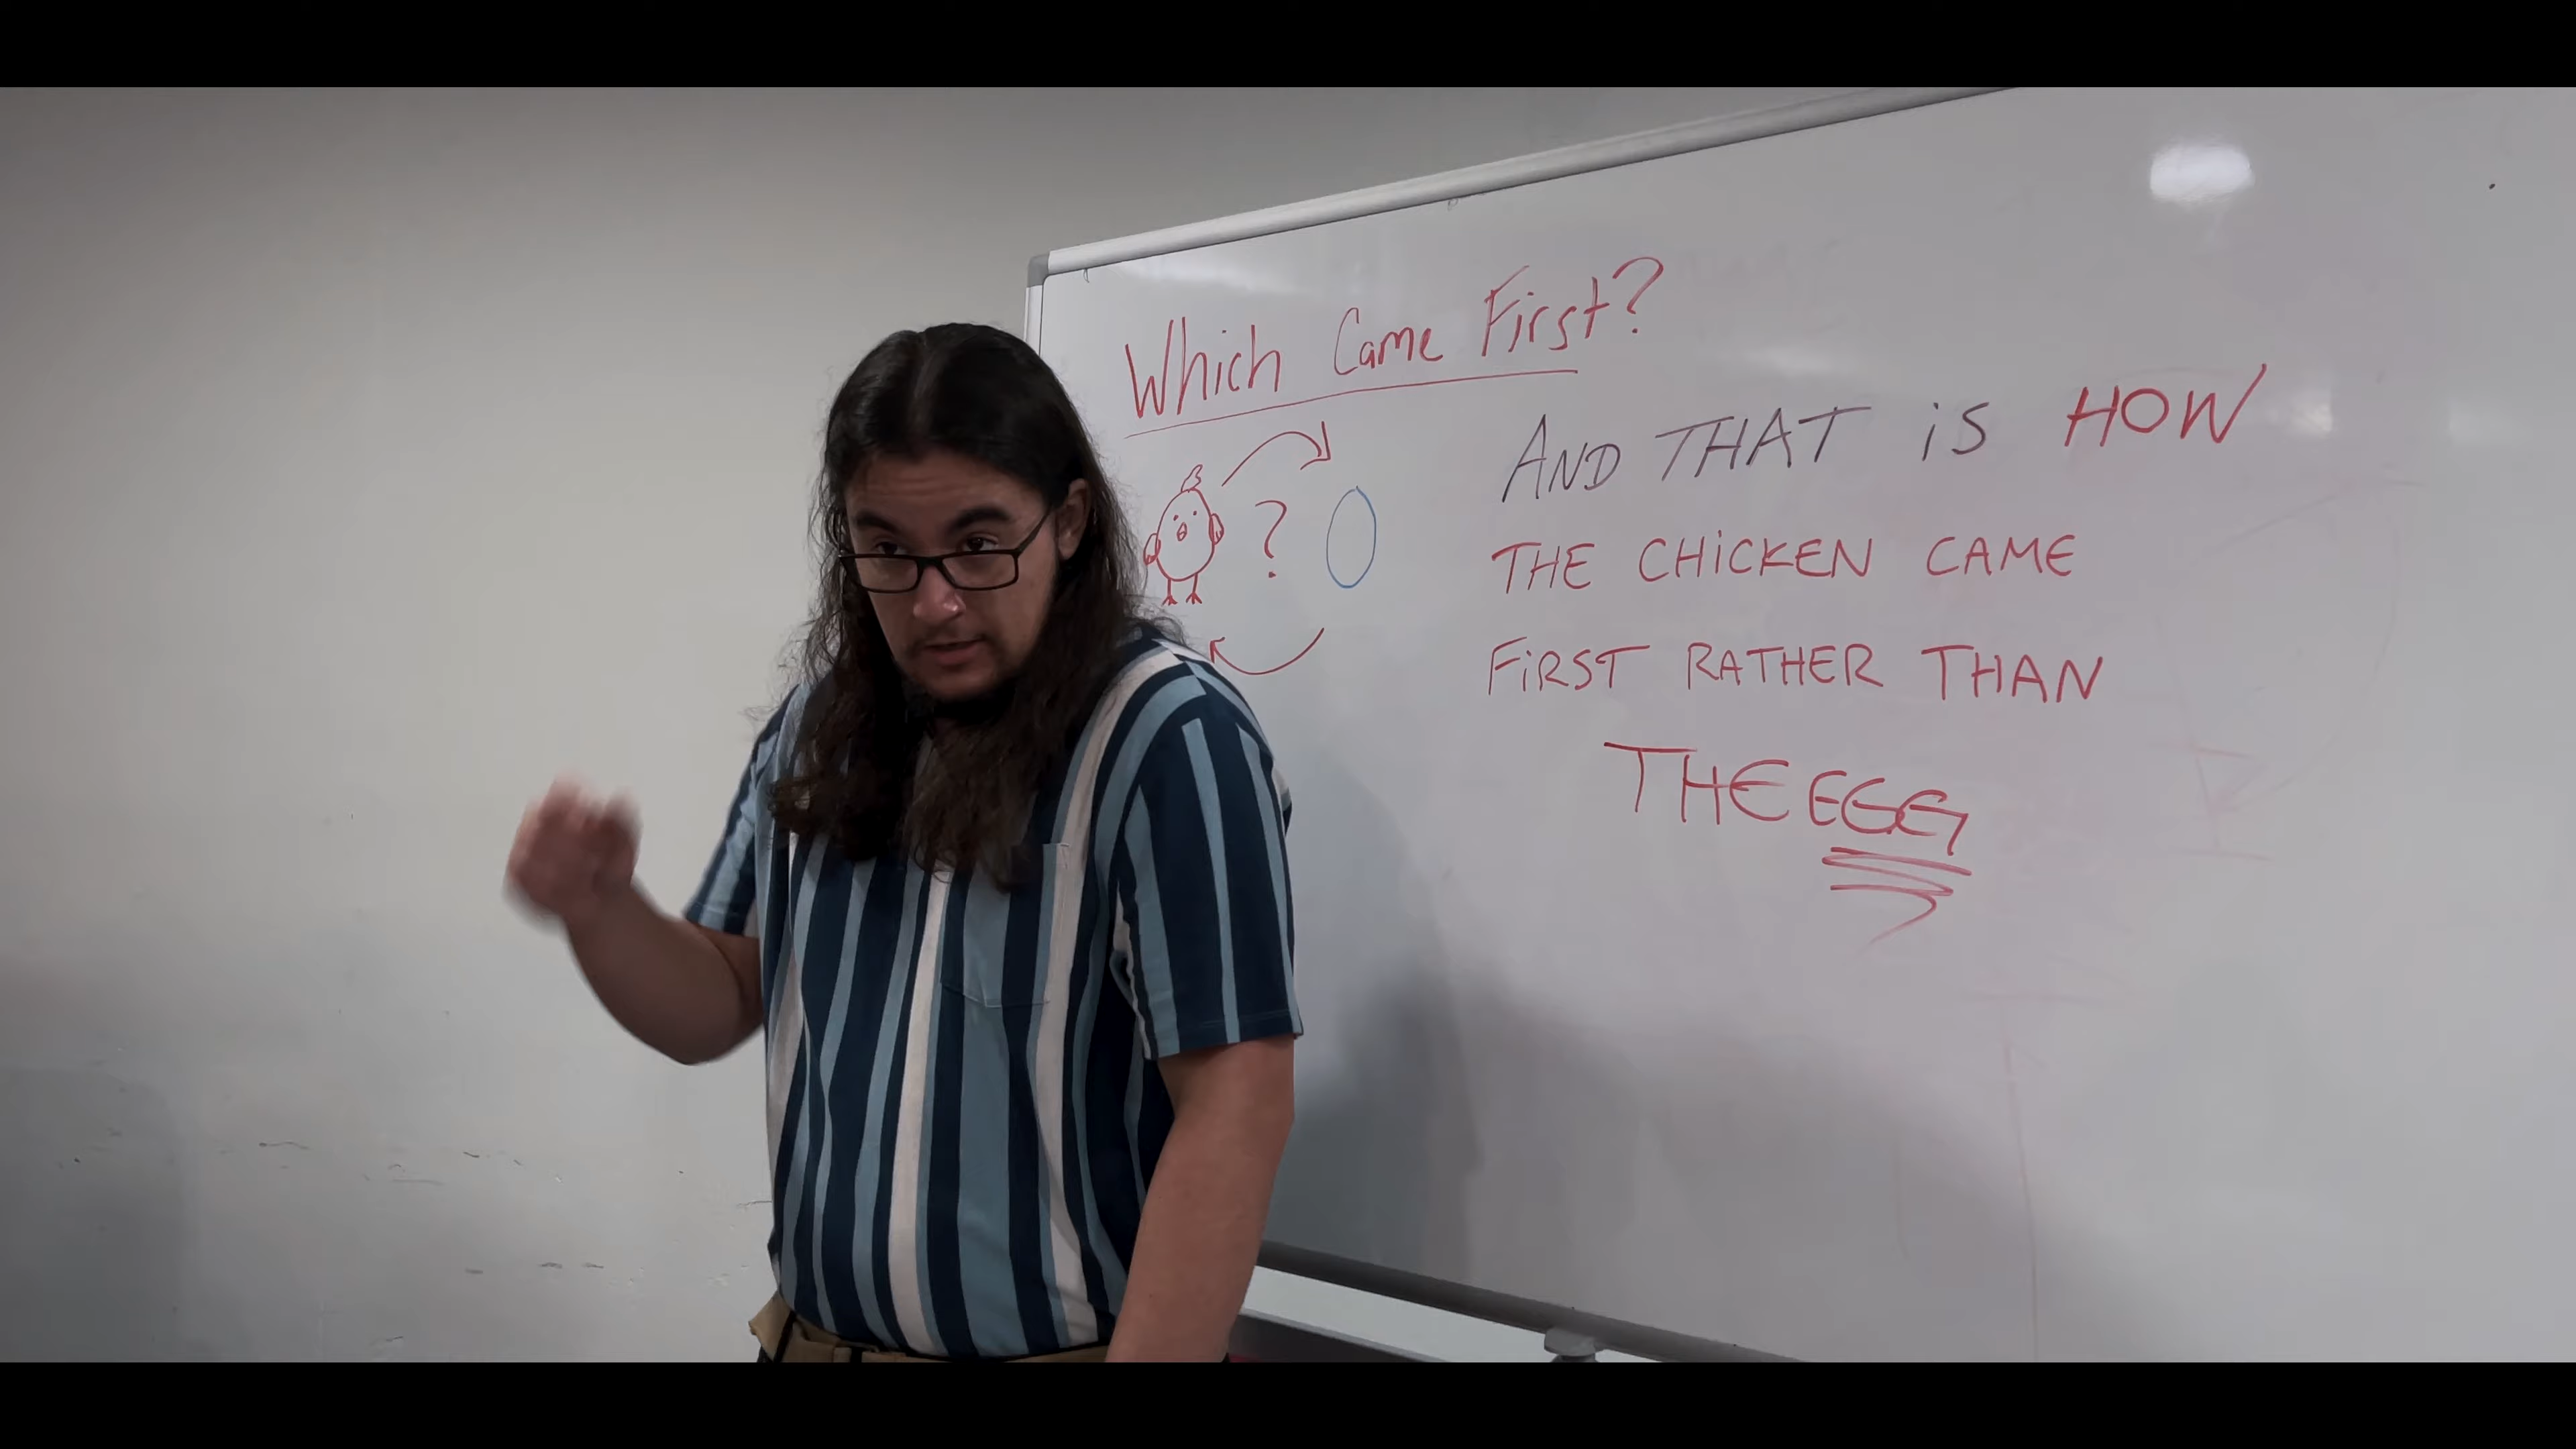 Which Came First?
?
AND THAT iS HOW
THE CHiCKEN CAME
FiRST RATHER THAN
THE EGG